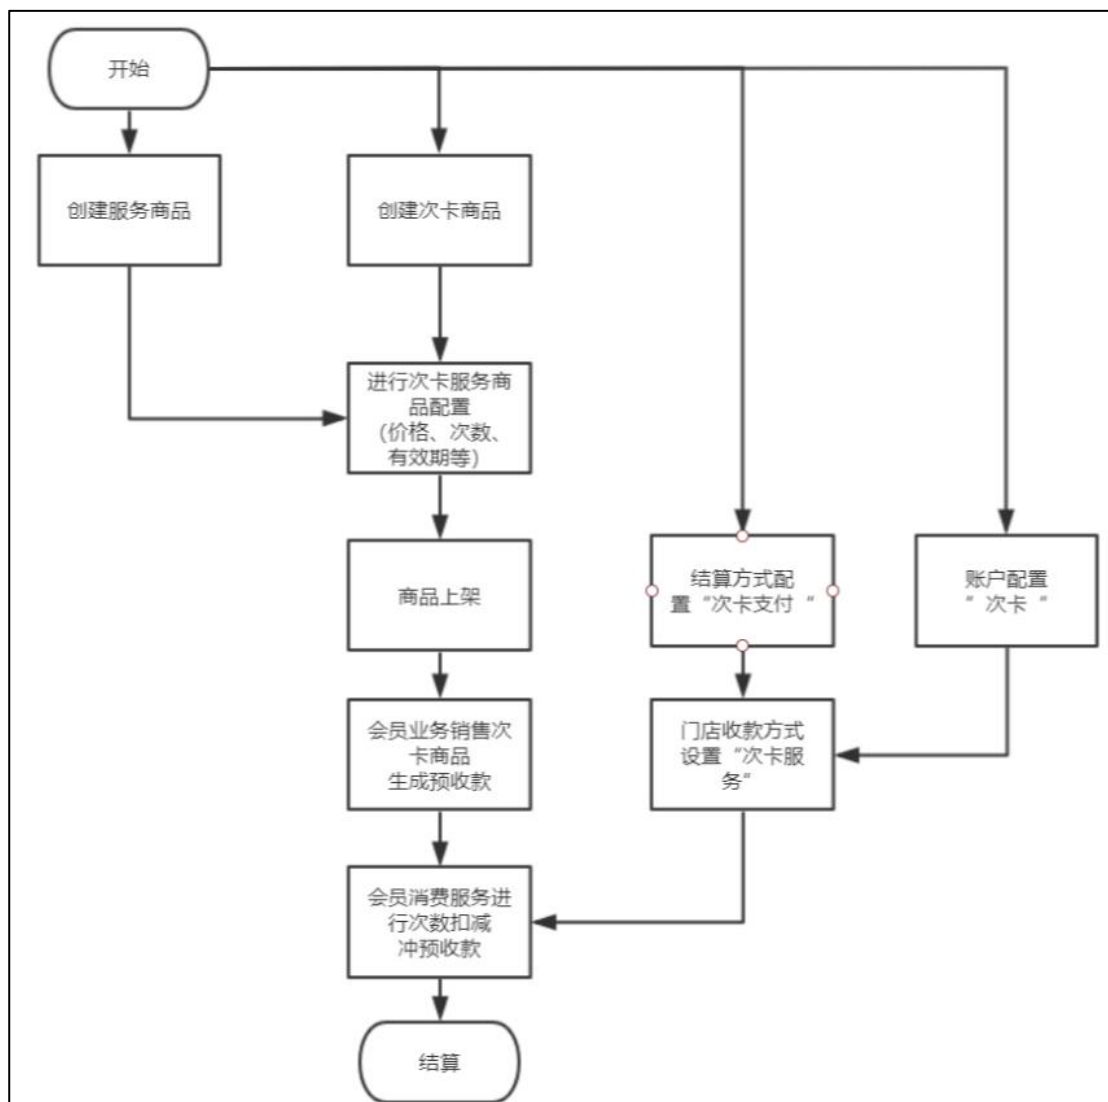 开始
创建服务商品
创建次卡商品
进行次卡服务商
品配置
（价格、次数、
有效期等）
商品上架
结算方式配
置“次卡支付“
账户配置
”次卡“
会员业务销售次
卡商品
生成预收款
门店收款方式
设置“次卡服
务”
会员消费服务进
行次数扣减
冲预收款
结算